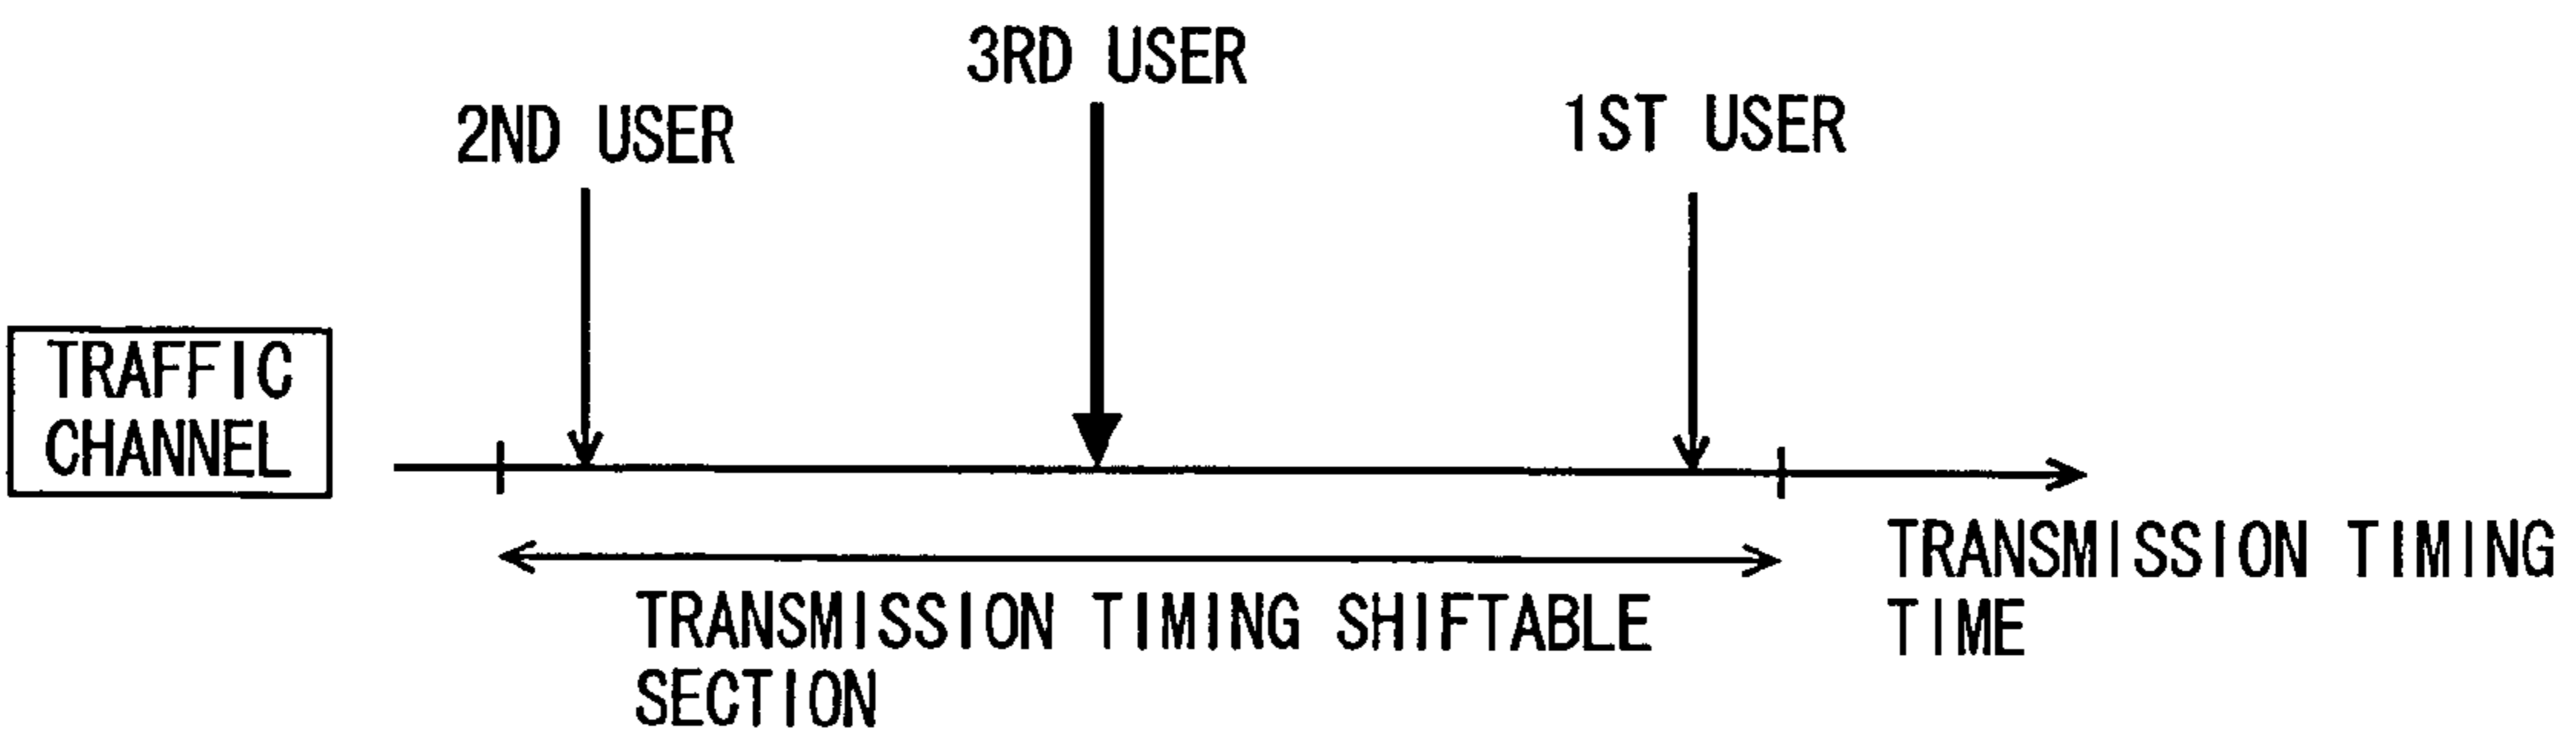 3RD USER
2ND USER
1ST USER
TRAFFIC
CHANNEL
TRANSMISSION TIMING
TIME
TRANSMISSION TIMING SHIFTABLE
SECTION